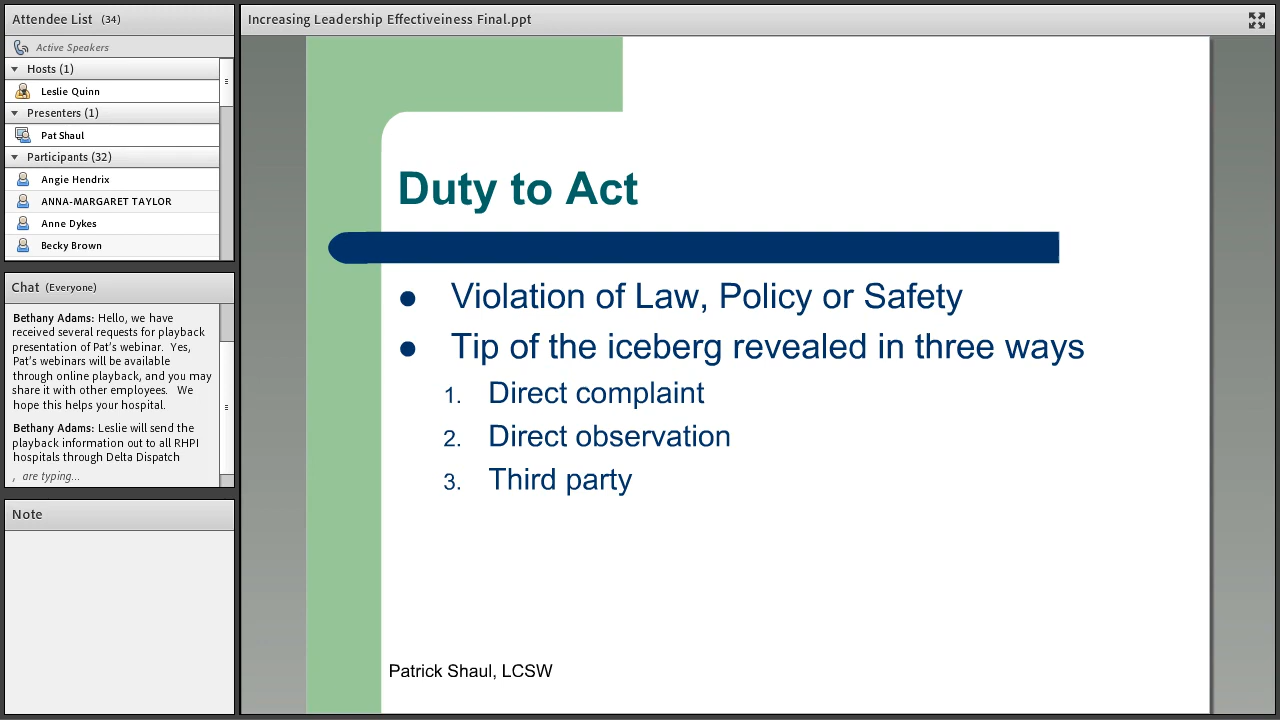 Attendee List (34)
Active Speakers
Hosts (1)
Leslie Quinn
Presenters (1)
Pat Shaul
Participants (32)
Angie Hendrix
ANNA-MARGARET TAYLOR
Anne Dykes
Becky Brown
Chat (Everyone)
Bethany Adams: Hello, we have
received several requests for playback
presentation of Pat's webinar. Yes,
Pat's webinars will be available
through online playback, and you may
share it with other employees. We
hope this helps your hospital.
Bethany Adams: Leslie will send the
playback information out to all RHPI
hospitals through Delta Dispatch
, are typing...
Note
Increasing Leadership Effectiveiness Final.ppt
Duty to Act
● Violation of Law, Policy or Safety
● Tip of the iceberg revealed in three ways
1. Direct complaint
2. Direct observation
3. Third party
Patrick Shaul, LCSW